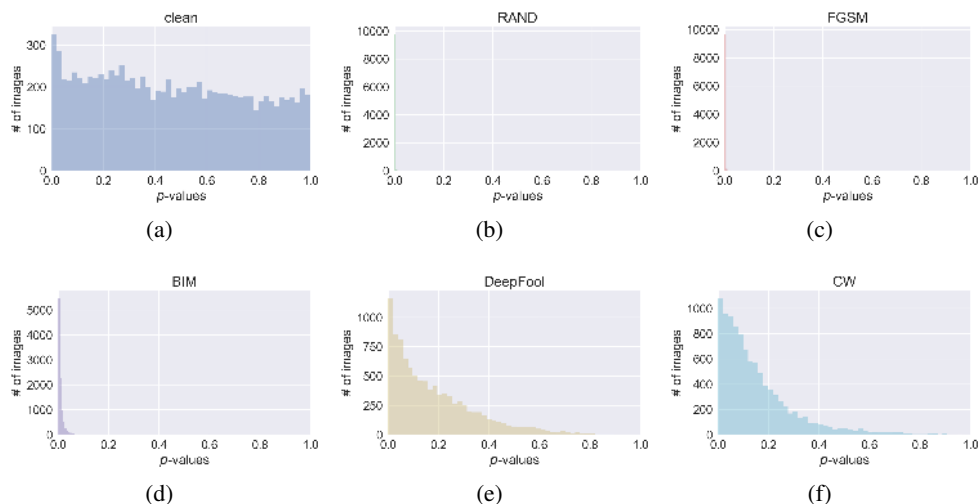 clean
# of images
300
200
100
0
0.0 0.2 0.4 0.6 0.8 1.0
p-values
(a)
RAND
# of images
10000
8000
6000
4000
2000
0
0.0 0.2 0.4 0.6 0.8 1.0
p-values
(b)
FGSM
# of images
10000
8000
6000
4000
2000
0
0.0 0.2 0.4 0.6 0.8 1.0
p-values
(c)
BIM
# of images
5000
4000
3000
2000
1000
0
0.0 0.2 0.4 0.6 0.8 1.0
p-values
(d)
DeepFool
# of images
1000
750
500
250
0
0.0 0.2 0.4 0.6 0.8 1.0
p-values
(e)
CW
# of images
1000
800
600
400
200
0
0.0 0.2 0.4 0.6 0.8 1.0
p-values
(f)